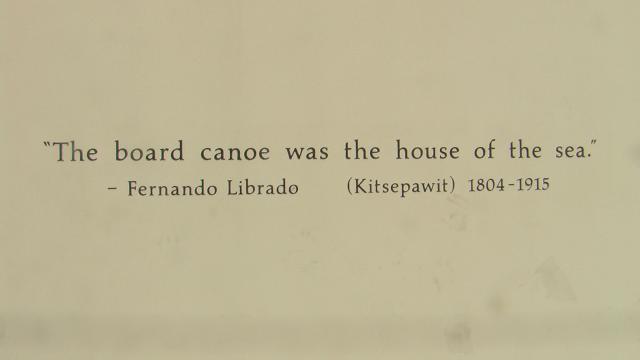 "The board canoe was the house of the sea."
– Fernando Librado (Kitsepawit) 1804-1915